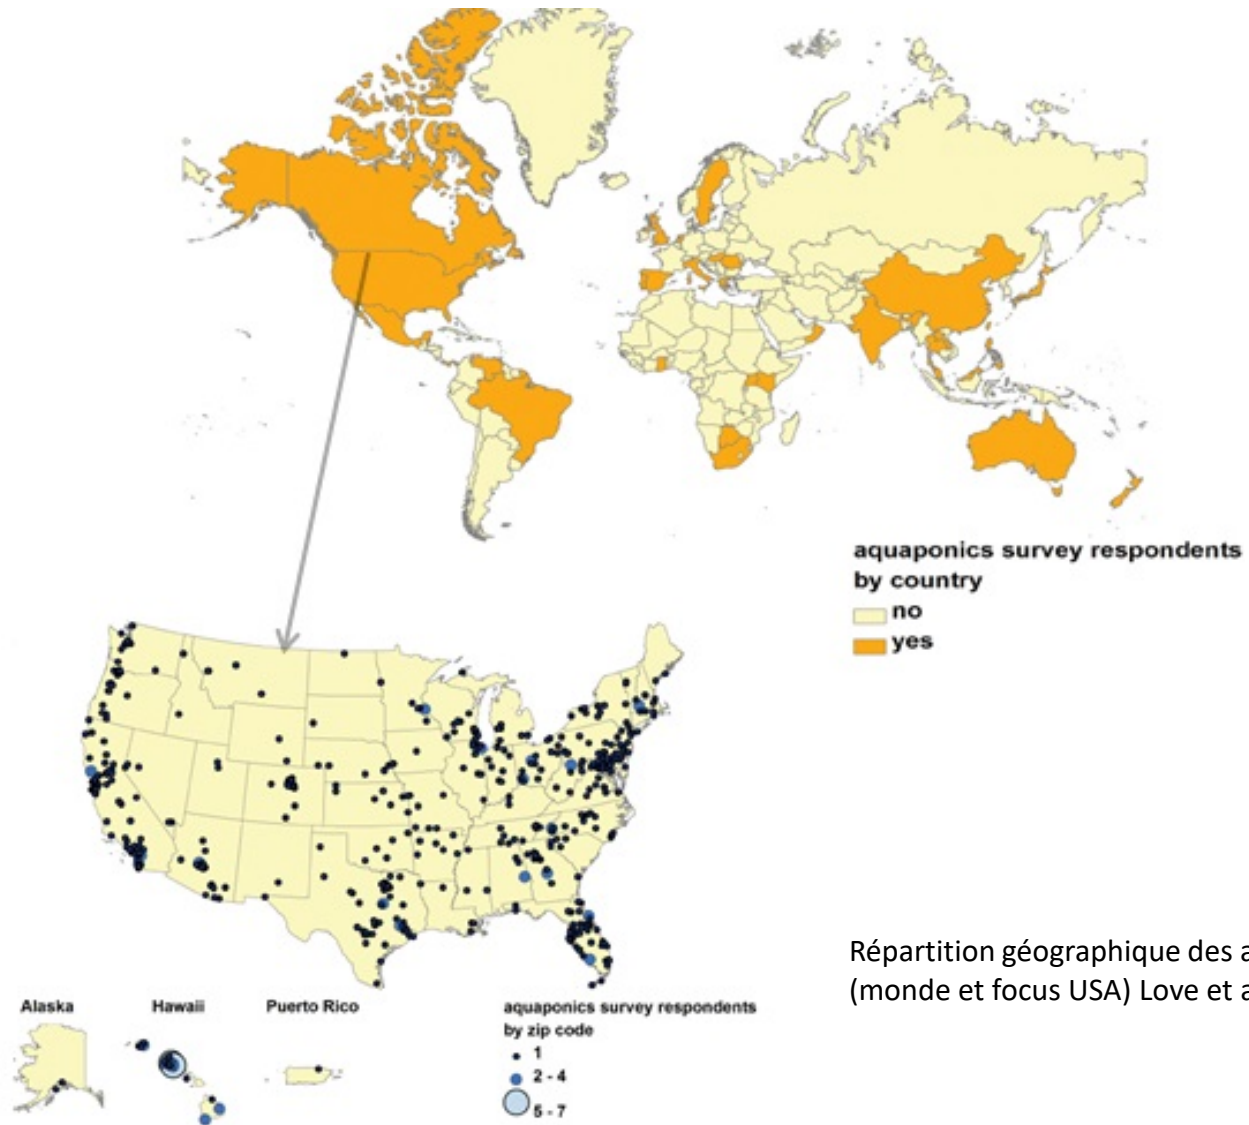 aquaponics survey respondents
by country
no
yes
Répartition géographique des a
(monde et focus USA) Love et a
Alaska
Hawaii
Puerto Rico
aquaponics survey respondents
by zip code
1
2 - 4
5 - 7